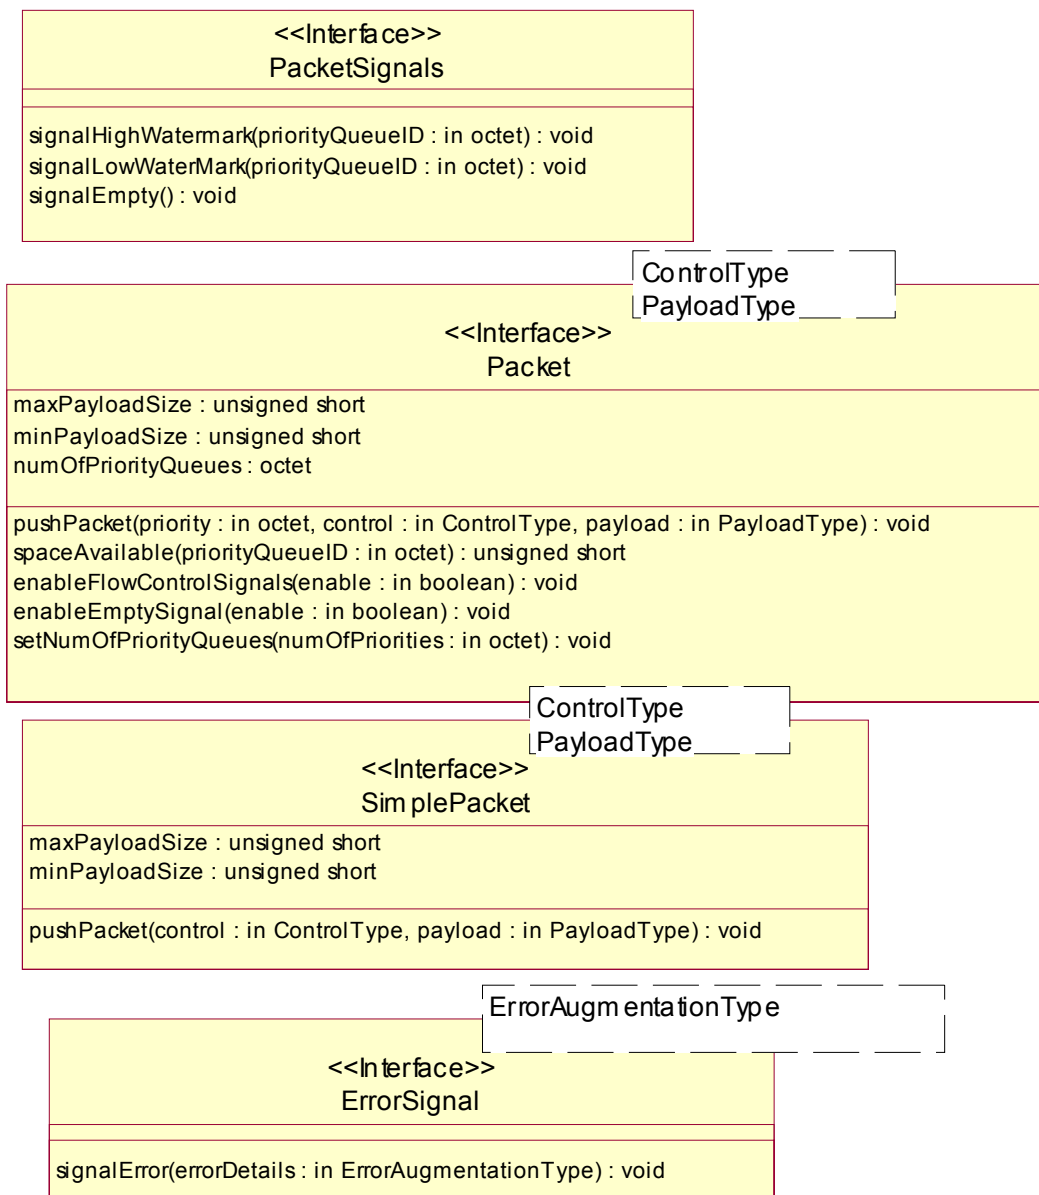 <<Interface>>
PacketSignals
signalHighWatermark(priorityQueueID : in octet) : void
signalLowWaterMark(priorityQueueID : in octet) : void
signalEmpty() : void
ControlType
PayloadType
<<Interface>>
Packet
maxPayloadSize : unsigned short
minPayloadSize : unsigned short
numOfPriorityQueues : octet
pushPacket(priority : in octet, control : in ControlType, payload : in PayloadType) : void
spaceAvailable(priorityQueueID : in octet) : unsigned short
enableFlowControlSignals(enable : in boolean) : void
enableEmptySignal(enable : in boolean) : void
setNumOfPriorityQueues(numOfPriorities : in octet) : void
ControlType
PayloadType
<<Interface>>
SimplePacket
maxPayloadSize : unsigned short
minPayloadSize : unsigned short
pushPacket(control : in ControlType, payload : in PayloadType) : void
ErrorAugmentationType
<<Interface>>
ErrorSignal
signalError(errorDetails : in ErrorAugmentationType) : void